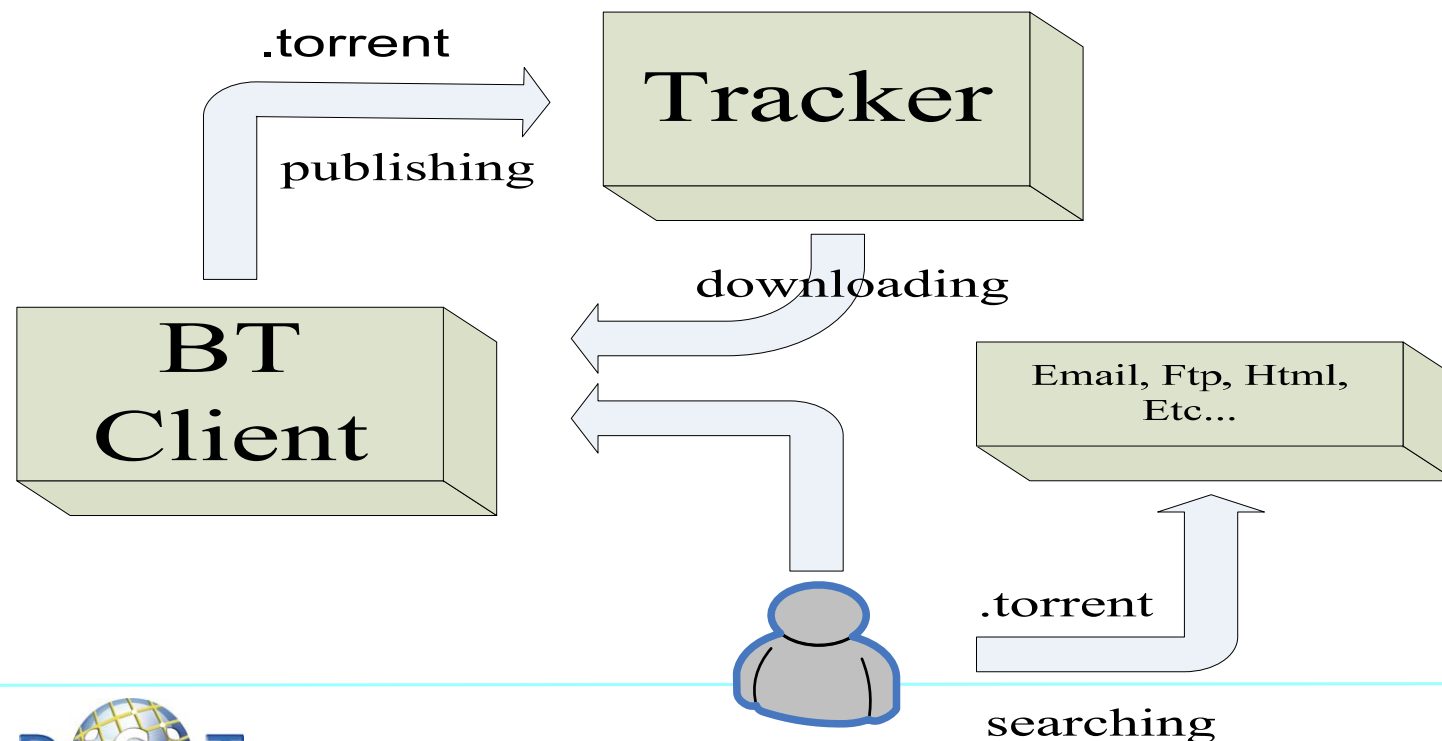 .torrent
Tracker
publishing
downloading
BT
Client
Email, Ftp, Html,
Etc...
.torrent
searching